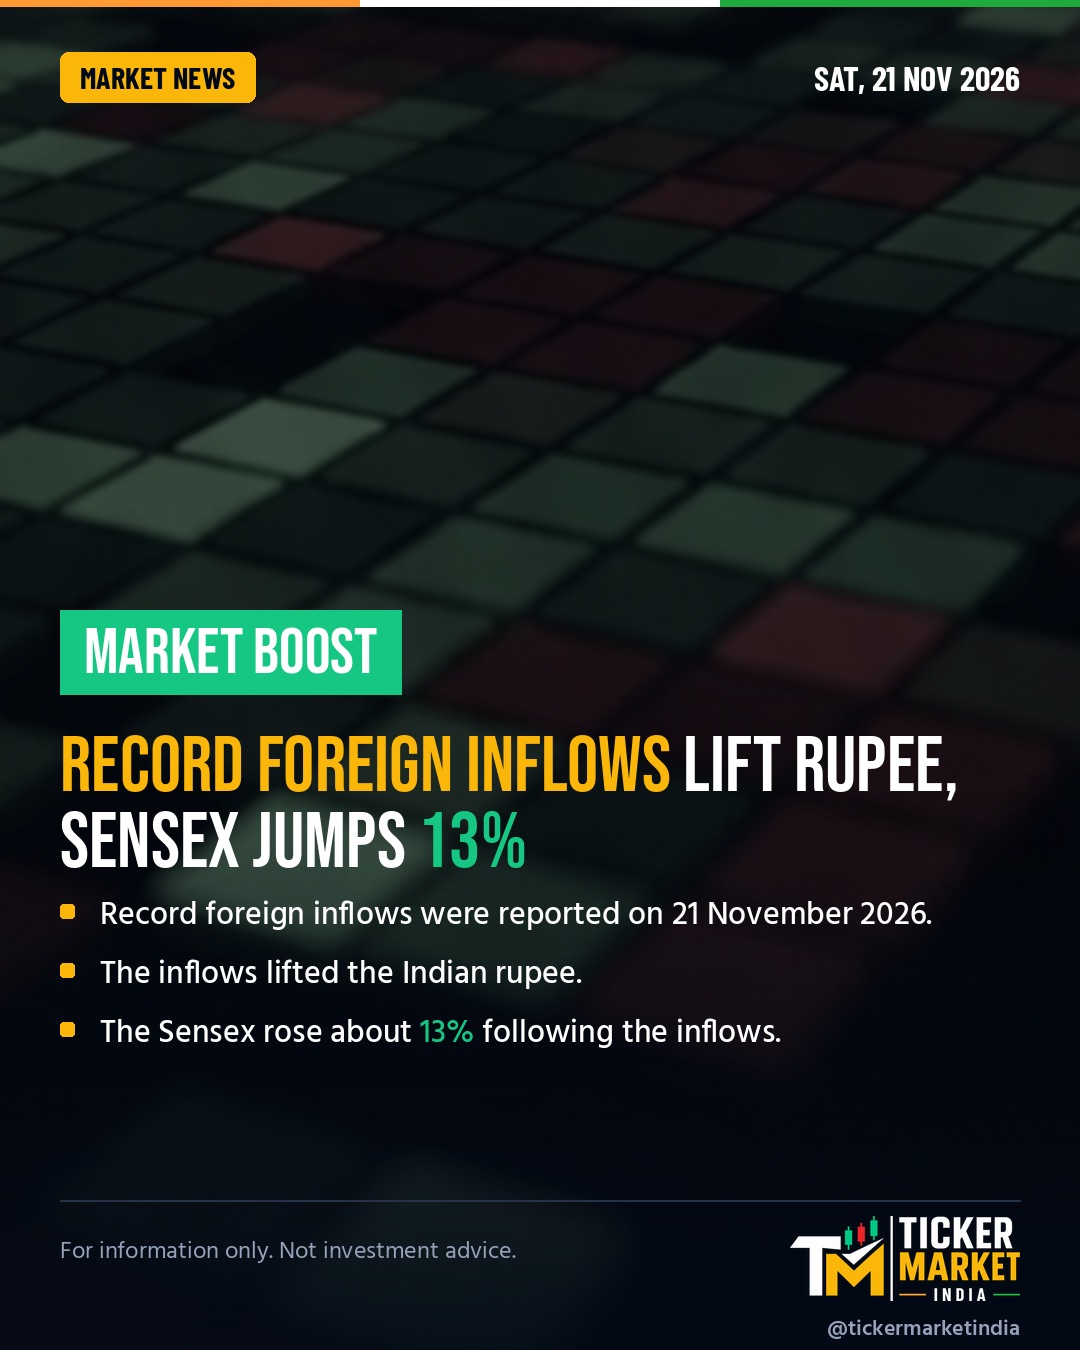 MARKET NEWS
SAT, 21 NOV 2026
MARKET BOOST
RECORD FOREIGN INFLOWS LIFT RUPEE,
SENSEX JUMPS 13%
Record foreign inflows were reported on 21 November 2026.
The inflows lifted the Indian rupee.
The Sensex rose about 13% following the inflows.
For information only. Not investment advice.
TM
TICKER
MARKET
INDIA
@tickermarketindia